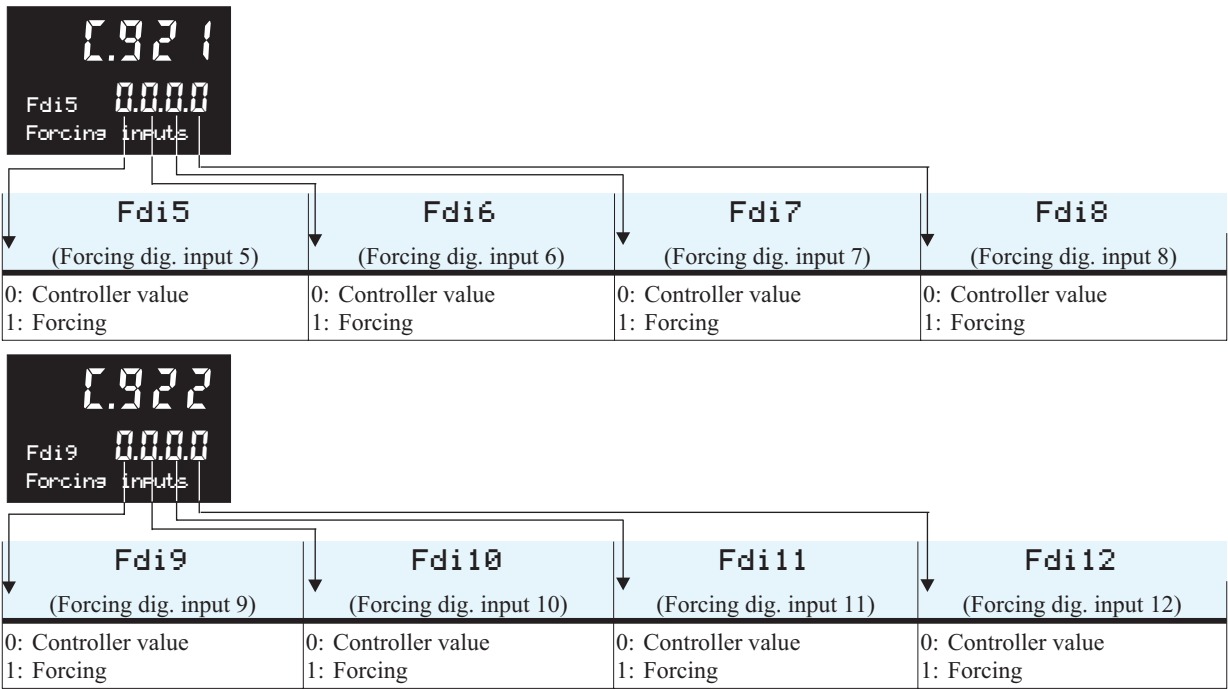 C.921
Fdi5 0.0.0.0
Forcing inputs
Fdi5 Fdi6 Fdi7 Fdi8
(Forcing dig. input 5) (Forcing dig. input 6) (Forcing dig. input 7) (Forcing dig. input 8)
0: Controller value 0: Controller value 0: Controller value 0: Controller value
1: Forcing 1: Forcing 1: Forcing 1: Forcing
C.922
Fdi9 0.0.0.0
Forcing inputs
Fdi9 Fdi10 Fdi11 Fdi12
(Forcing dig. input 9) (Forcing dig. input 10) (Forcing dig. input 11) (Forcing dig. input 12)
0: Controller value 0: Controller value 0: Controller value 0: Controller value
1: Forcing 1: Forcing 1: Forcing 1: Forcing